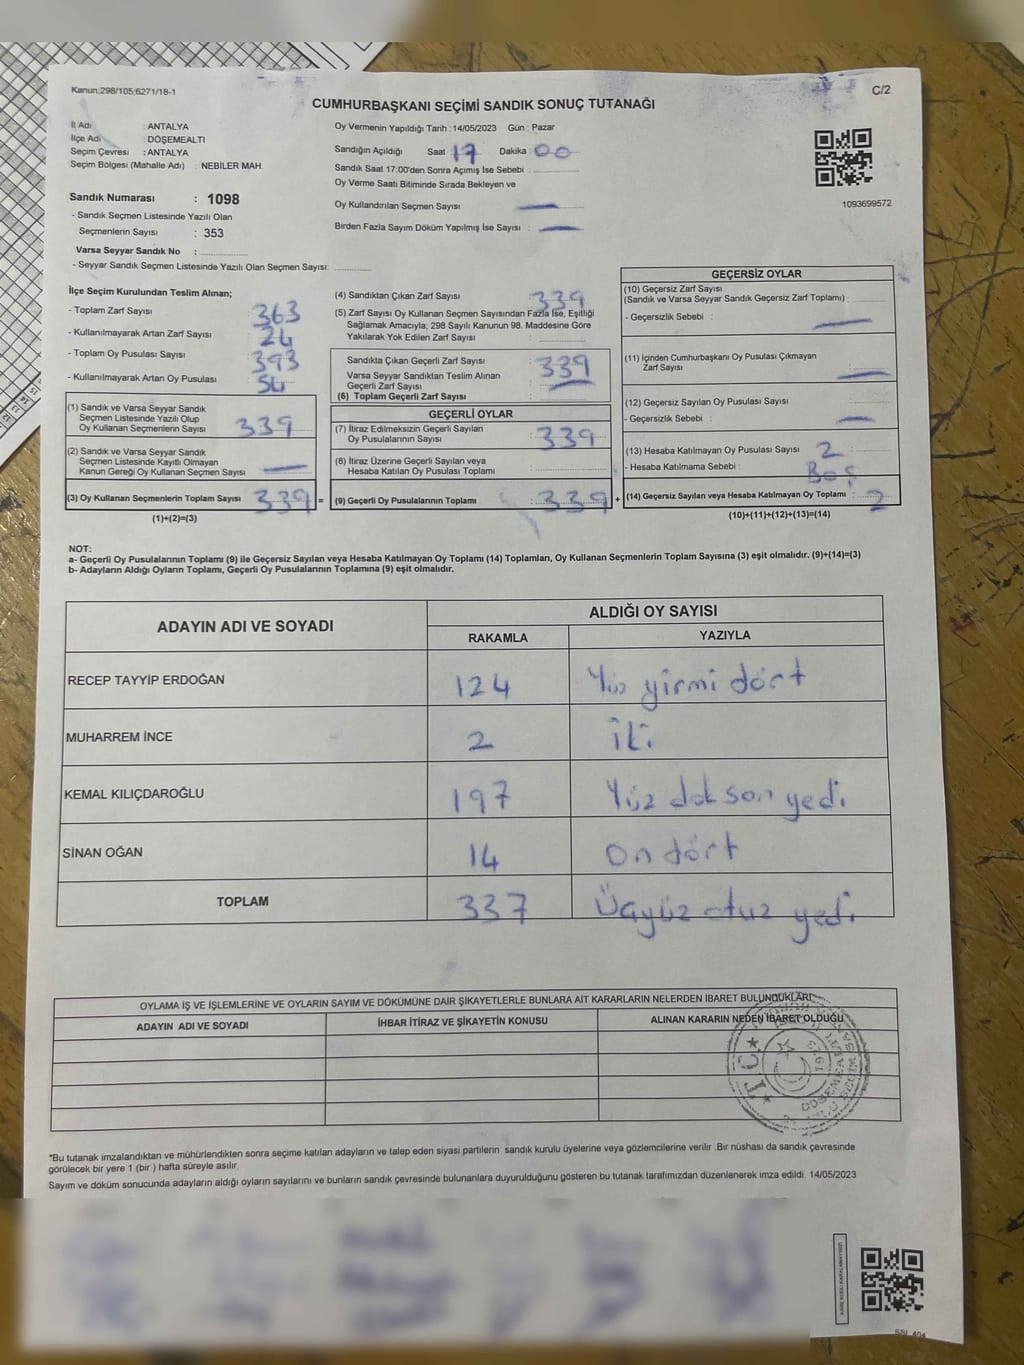 Kanun:298/105;6271/18-1
C/2
CUMHURBAŞKANI SEÇİMİ SANDIK SONUÇ TUTANAĞI
İl Adı : ANTALYA
İlçe Adı : DÖŞEMEALTI
Seçim Çevresi : ANTALYA
Seçim Bölgesi (Mahalle Adı) : NEBİLER MAH.
Sandık Numarası : 1098
- Sandık Seçmen Listesinde Yazılı Olan
Seçmenlerin Sayısı : 353
Varsa Seyyar Sandık No :
- Seyyar Sandık Seçmen Listesinde Yazılı Olan Seçmen Sayısı:
Oy Vermenin Yapıldığı Tarih :14/05/2023 Gün : Pazar
Sandığın Açıldığı Saat 17 Dakika 00
Sandık Saat 17:00'den Sonra Açımış İse Sebebi :
Oy Verme Saati Bitiminde Sırada Bekleyen ve
Oy Kullandırılan Seçmen Sayısı : —
Birden Fazla Sayım Döküm Yapılmış İse Sayısı : —
1093699572
İlçe Seçim Kurulundan Teslim Alınan;
- Toplam Zarf Sayısı : 363
- Kullanılmayarak Artan Zarf Sayısı : 24
- Toplam Oy Pusulası Sayısı : 393
- Kullanılmayarak Artan Oy Pusulası : 54
(1) Sandık ve Varsa Seyyar Sandık
Seçmen Listesinde Yazılı Olup
Oy Kullanan Seçmenlerin Sayısı : 339
(2) Sandık ve Varsa Seyyar Sandık
Seçmen Listesinde Kayıtlı Olmayan
Kanun Gereği Oy Kullanan Seçmen Sayısı —
(3) Oy Kullanan Seçmenlerin Toplam Sayısı 339 =
(1)+(2)=(3)
(4) Sandıktan Çıkan Zarf Sayısı : 339
(5) Zarf Sayısı Oy Kullanan Seçmen Sayısından Fazla İse, Eşitliği
Sağlamak Amacıyla; 298 Sayılı Kanunun 98. Maddesine Göre
Yakılarak Yok Edilen Zarf Sayısı :
Sandıkta Çıkan Geçerli Zarf Sayısı : 339
Varsa Seyyar Sandıktan Teslim Alınan
Geçerli Zarf Sayısı : —
(6) Toplam Geçerli Zarf Sayısı :
GEÇERLİ OYLAR
(7) İtiraz Edilmeksizin Geçerli Sayılan
Oy Pusulalarının Sayısı : 339
(8) İtiraz Üzerine Geçerli Sayılan veya
Hesaba Katılan Oy Pusulası Toplamı :
(9) Geçerli Oy Pusulalarının Toplamı : 339 +
GEÇERSİZ OYLAR
(10) Geçersiz Zarf Sayısı
(Sandık ve Varsa Seyyar Sandık Geçersiz Zarf Toplamı) :
- Geçersizlik Sebebi : —
(11) İçinden Cumhurbaşkanı Oy Pusulası Çıkmayan
Zarf Sayısı : —
(12) Geçersiz Sayılan Oy Pusulası Sayısı :
- Geçersizlik Sebebi : —
(13) Hesaba Katılmayan Oy Pusulası Sayısı : 2
- Hesaba Katılmama Sebebi : Boş
(14) Geçersiz Sayılan veya Hesaba Katılmayan Oy Toplamı : 2
(10)+(11)+(12)+(13)=(14)
NOT:
a- Geçerli Oy Pusulalarının Toplamı (9) ile Geçersiz Sayılan veya Hesaba Katılmayan Oy Toplamı (14) Toplamları, Oy Kullanan Seçmenlerin Toplam Sayısına (3) eşit olmalıdır. (9)+(14)=(3)
b- Adayların Aldığı Oyların Toplamı, Geçerli Oy Pusulalarının Toplamına (9) eşit olmalıdır.
ADAYIN ADI VE SOYADI
ALDIĞI OY SAYISI
RAKAMLA YAZIYLA
RECEP TAYYİP ERDOĞAN 124 Yüz yirmi dört
MUHARREM İNCE 2 iki
KEMAL KILIÇDAROĞLU 197 Yüz doksan yedi
SİNAN OĞAN 14 On dört
TOPLAM 337 Üçyüz otuz yedi
OYLAMA İŞ VE İŞLEMLERİNE VE OYLARIN SAYIM VE DÖKÜMÜNE DAİR ŞİKAYETLERLE BUNLARA AİT KARARLARIN NELERDEN İBARET BULUNDUKLARI
ADAYIN ADI VE SOYADI İHBAR İTİRAZ VE ŞİKAYETİN KONUSU ALINAN KARARIN NEDEN İBARET OLDUĞU
T.C.
*Bu tutanak imzalandıktan ve mühürlendikten sonra seçime katılan adayların ve talep eden siyasi partilerin sandık kurulu üyelerine veya gözlemcilerine verilir .Bir nüshası da sandık çevresinde
görülecek bir yere 1 (bir ) hafta süreyle asılır.
Sayım ve döküm sonucunda adayların aldığı oyların sayılarını ve bunların sandık çevresinde bulunanlara duyurulduğunu gösteren bu tutanak tarafımızdan düzenlenerek imza edildi. 14/05/2023